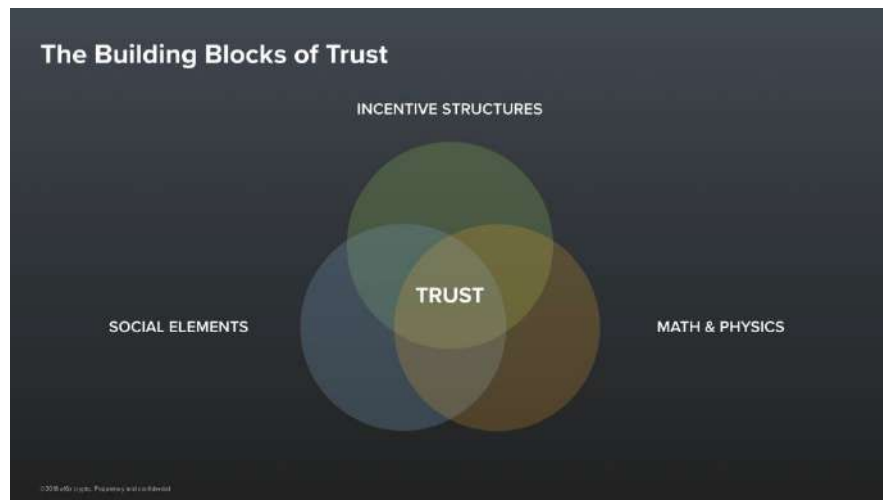 The Building Blocks of Trust
INCENTIVE STRUCTURES
TRUST
SOCIAL ELEMENTS
MATH & PHYSICS